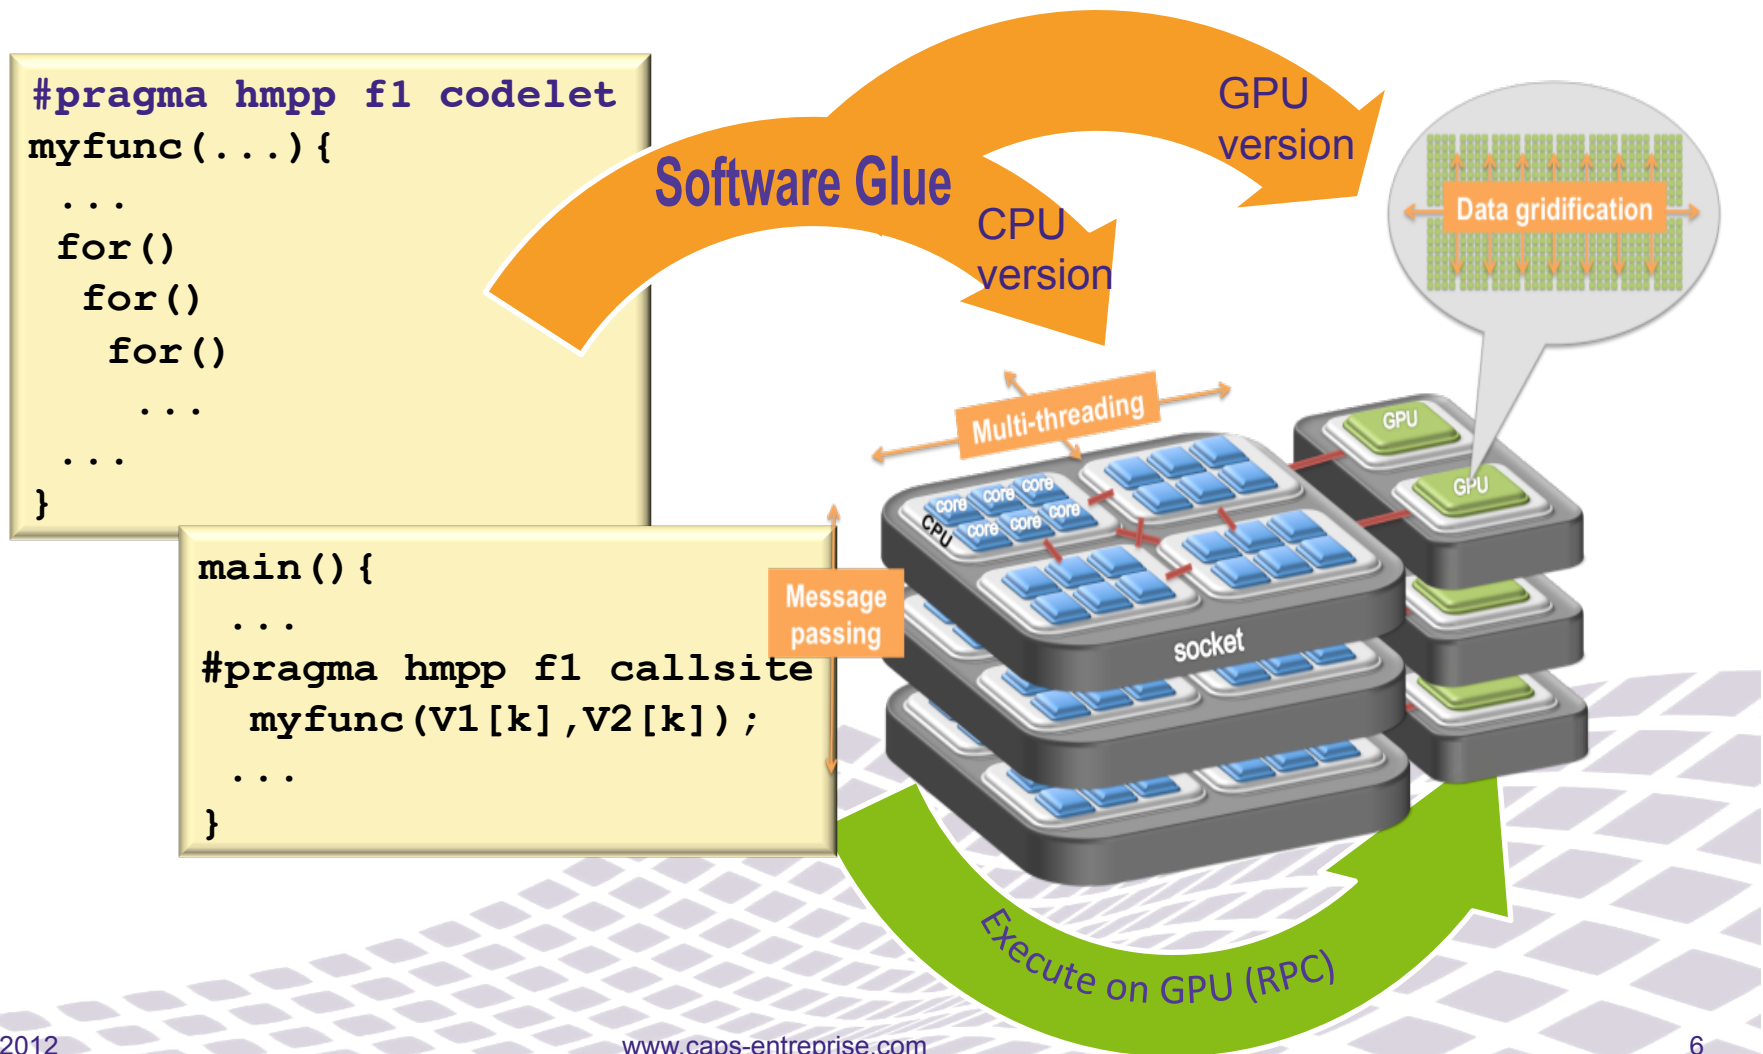 #pragma hmpp f1 codelet
myfunc(...){
...
for()
for()
for()
...
...
}
main(){
...
#pragma hmpp f1 callsite
myfunc(V1[k],V2[k]);
...
}
Software Glue
GPU
version
CPU
version
Data gridification
Multi-threading
Message
passing
GPU
GPU
core core core
core core core
CPU
socket
Execute on GPU (RPC)
2012
www.caps-entreprise.com
6